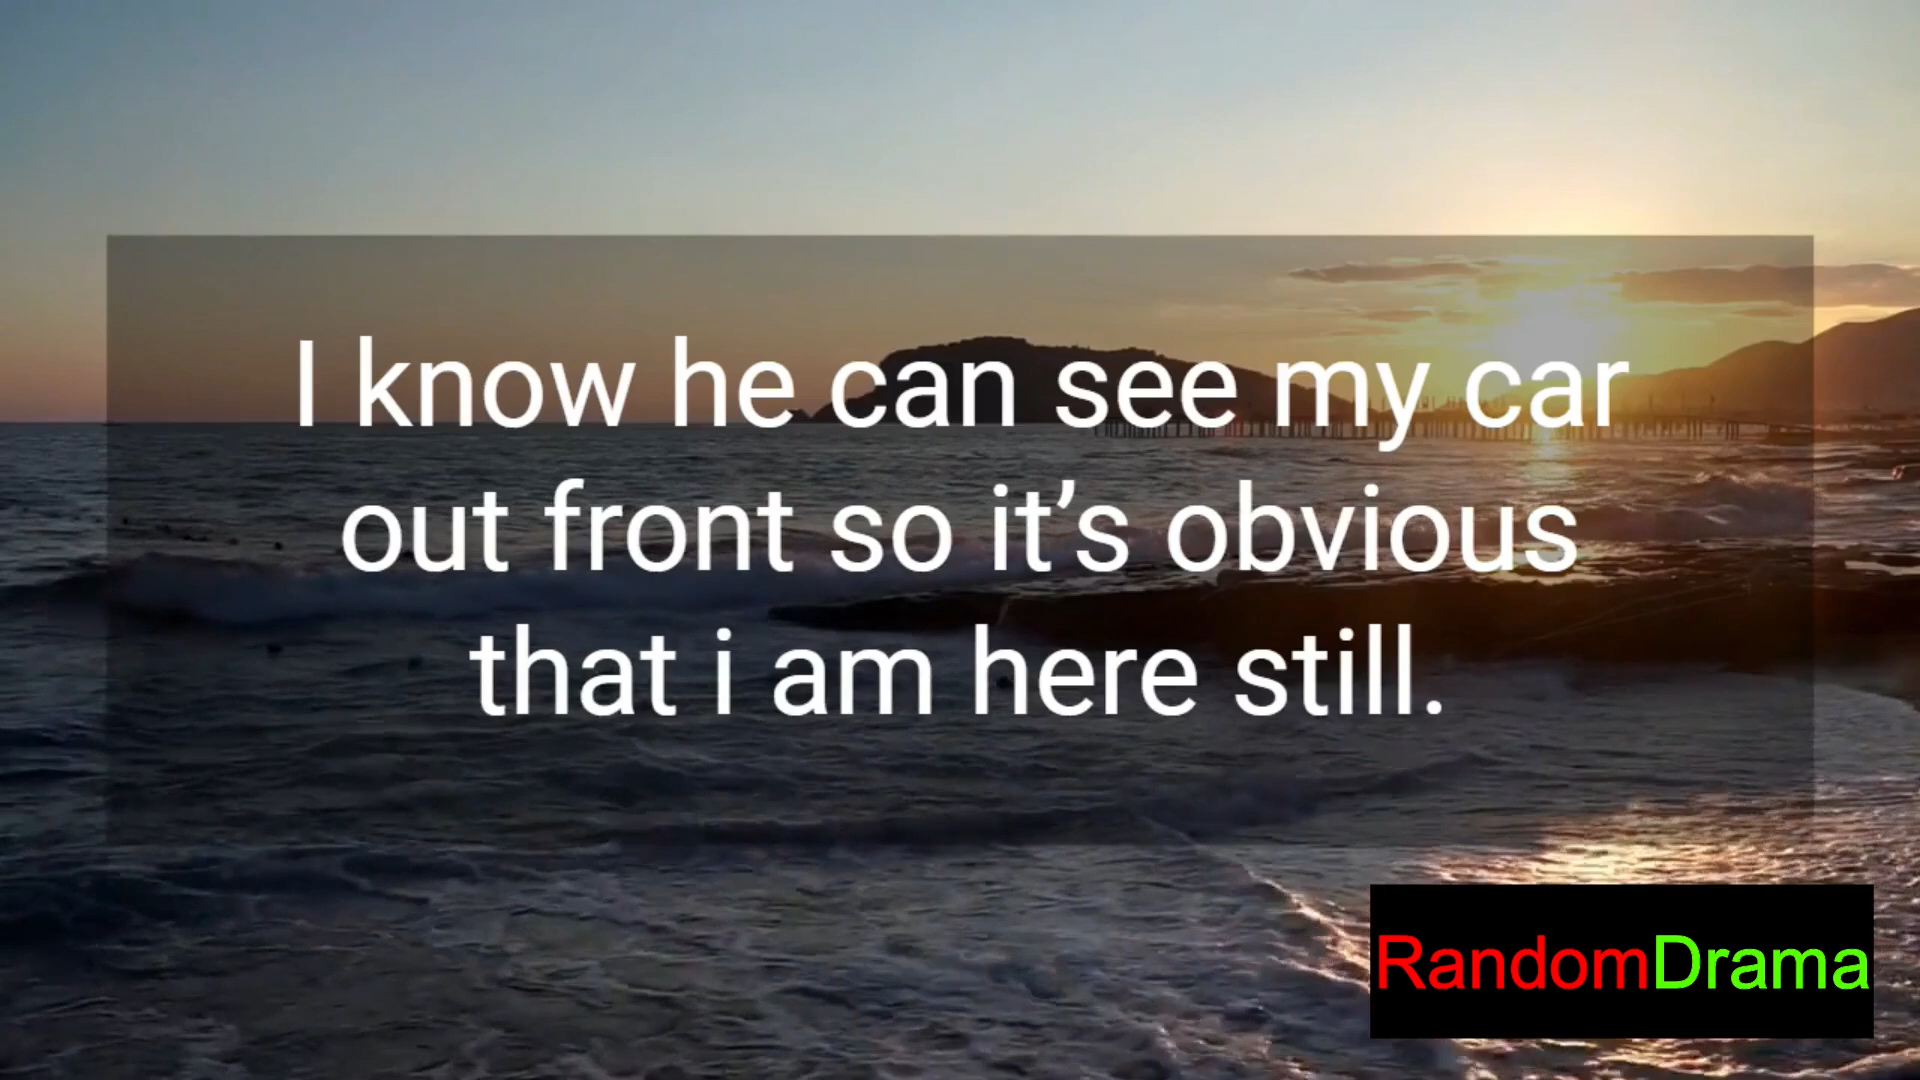 I know he can see my car
out front so it’s obvious
that i am here still.
RandomDrama